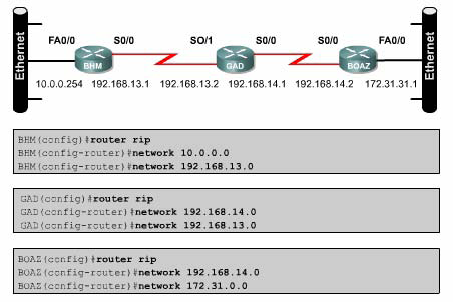 FA0/0 S0/0 SO/1 S0/0 S0/0 FA0/0
Ethernet
BHM
GAD
BOAZ
Ethernet
10.0.0.254 192.168.13.1 192.168.13.2 192.168.14.1 192.168.14.2 172.31.31.1
BHM(config)#router rip
BHM(config-router)#network 10.0.0.0
BHM(config-router)#network 192.168.13.0
GAD(config)#router rip
GAD(config-router)#network 192.168.14.0
GAD(config-router)#network 192.168.13.0
BOAZ(config)#router rip
BOAZ(config-router)#network 192.168.14.0
BOAZ(config-router)#network 172.31.0.0